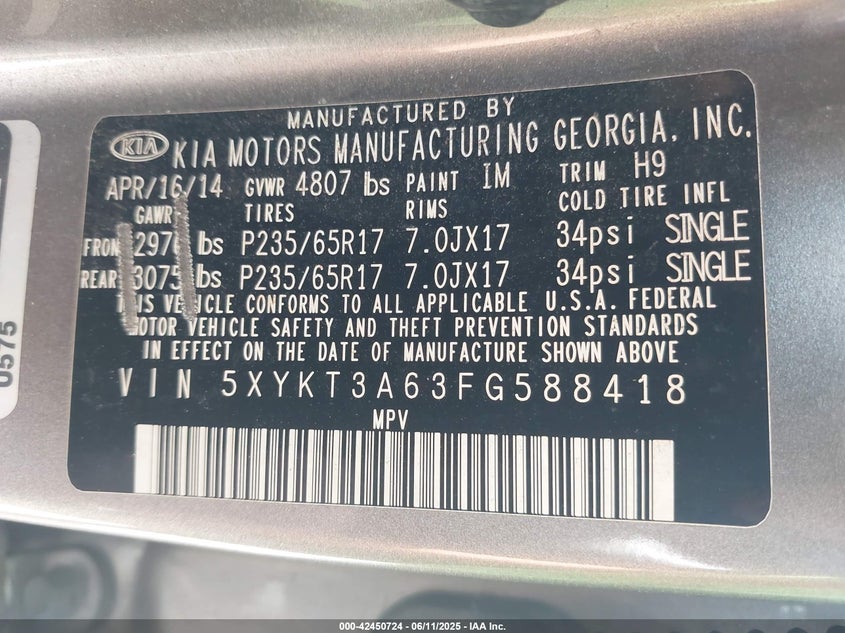 MANUFACTURED BY
KIA KIA MOTORS MANUFACTURING GEORGIA, INC.
APR/16/14 GVWR 4807 lbs PAINT IM TRIM H9
GAWR TIRES RIMS COLD TIRE INFL
FRON lbs P235/65R17 7.0JX17 34psi SINGLE
REAR 3075 lbs P235/65R17 7.0JX17 34psi SINGLE
THIS VEHICLE CONFORMS TO ALL APPLICABLE U.S.A. FEDERAL
MOTOR VEHICLE SAFETY AND THEFT PREVENTION STANDARDS
IN EFFECT ON THE DATE OF MANUFACTURE SHOWN ABOVE
VIN 5XYKT3A63FG588418
MPV
0575
000-42450724 - 06/11/2025 - IAA Inc.